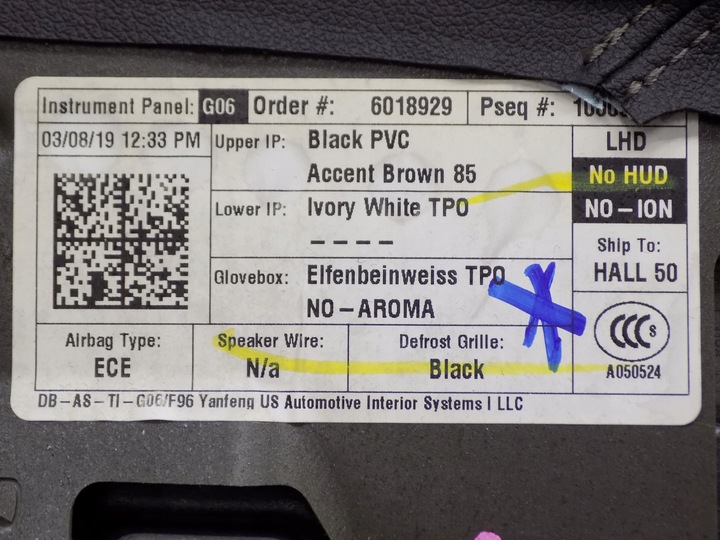 Instrument Panel: G06 Order #: 6018929 Pseq #:
03/08/19 12:33 PM
Upper IP: Black PVC
Accent Brown 85
LHD
No HUD
Lower IP: Ivory White TPO
----
NO-ION
Ship To:
HALL 50
Glovebox: Elfenbeinweiss TPO
NO-AROMA
CCC S
A050524
Airbag Type:
ECE
Speaker Wire:
N/a
Defrost Grille:
Black
DB-AS-TI-G06/F96 Yanfeng US Automotive Interior Systems I LLC